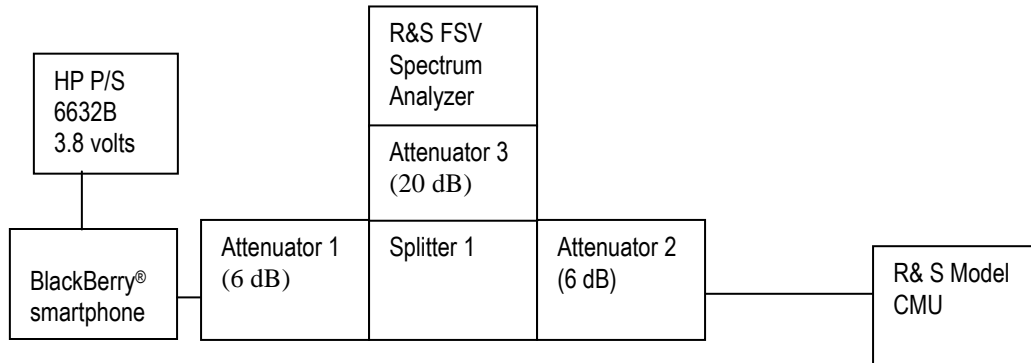 R&S FSV
Spectrum
Analyzer
HP P/S
6632B
3.8 volts
Attenuator 3
(20 dB)
BlackBerry®
smartphone
Attenuator 1
(6 dB)
Splitter 1
Attenuator 2
(6 dB)
R& S Model
CMU